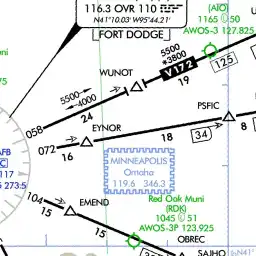 116.3 OVR 110
N41°10.03' W95°44.21'
FORT DODGE
(AIO)
1165 50
AWOS-3 127.825
WUNOT
5500
*3800
V172
125
19
5500
4000
24
058
PSFIC
EYNOR
072
16
18
34
8
AFB
C)
117
273:5
MINNEAPOLIS
Omaha
119.6 346.3
Red Oak Muni
(RDK)
1045 51
AWOS-3P 123.925
104
15
EMEND
OBREC
SAJHO
N41°